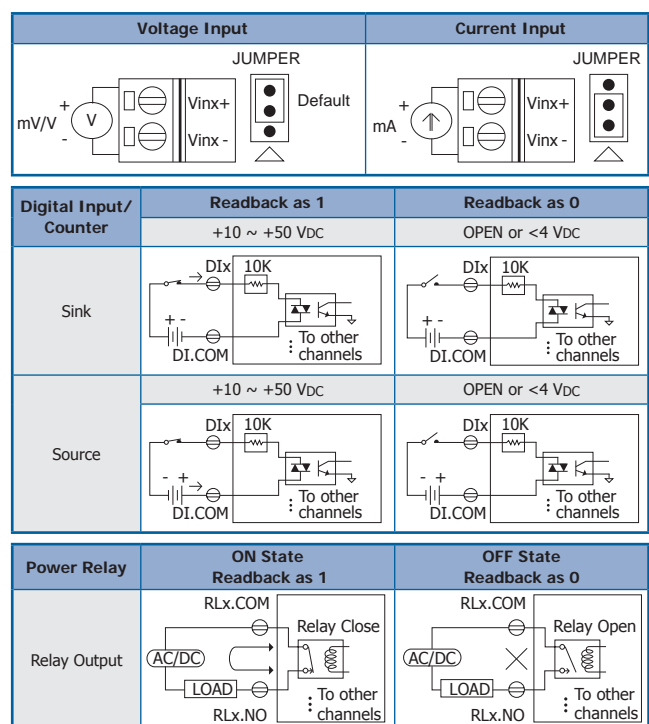 Voltage Input
Current Input
JUMPER
JUMPER
mV/V
+
-
V
Vinx+
Vinx -
Default
mA
+
-
Vinx+
Vinx -
Digital Input/
Counter
Readback as 1
Readback as 0
+10 ~ +50 VDC
OPEN or <4 VDC
Sink
DIx
10K
+ -
DI.COM
To other
channels
DIx
10K
+ -
DI.COM
To other
channels
+10 ~ +50 VDC
OPEN or <4 VDC
Source
DIx
10K
- +
DI.COM
To other
channels
DIx
10K
- +
DI.COM
To other
channels
Power Relay
ON State
Readback as 1
OFF State
Readback as 0
Relay Output
RLx.COM
Relay Close
AC/DC
LOAD
RLx.NO
To other
channels
RLx.COM
Relay Open
AC/DC
LOAD
RLx.NO
To other
channels